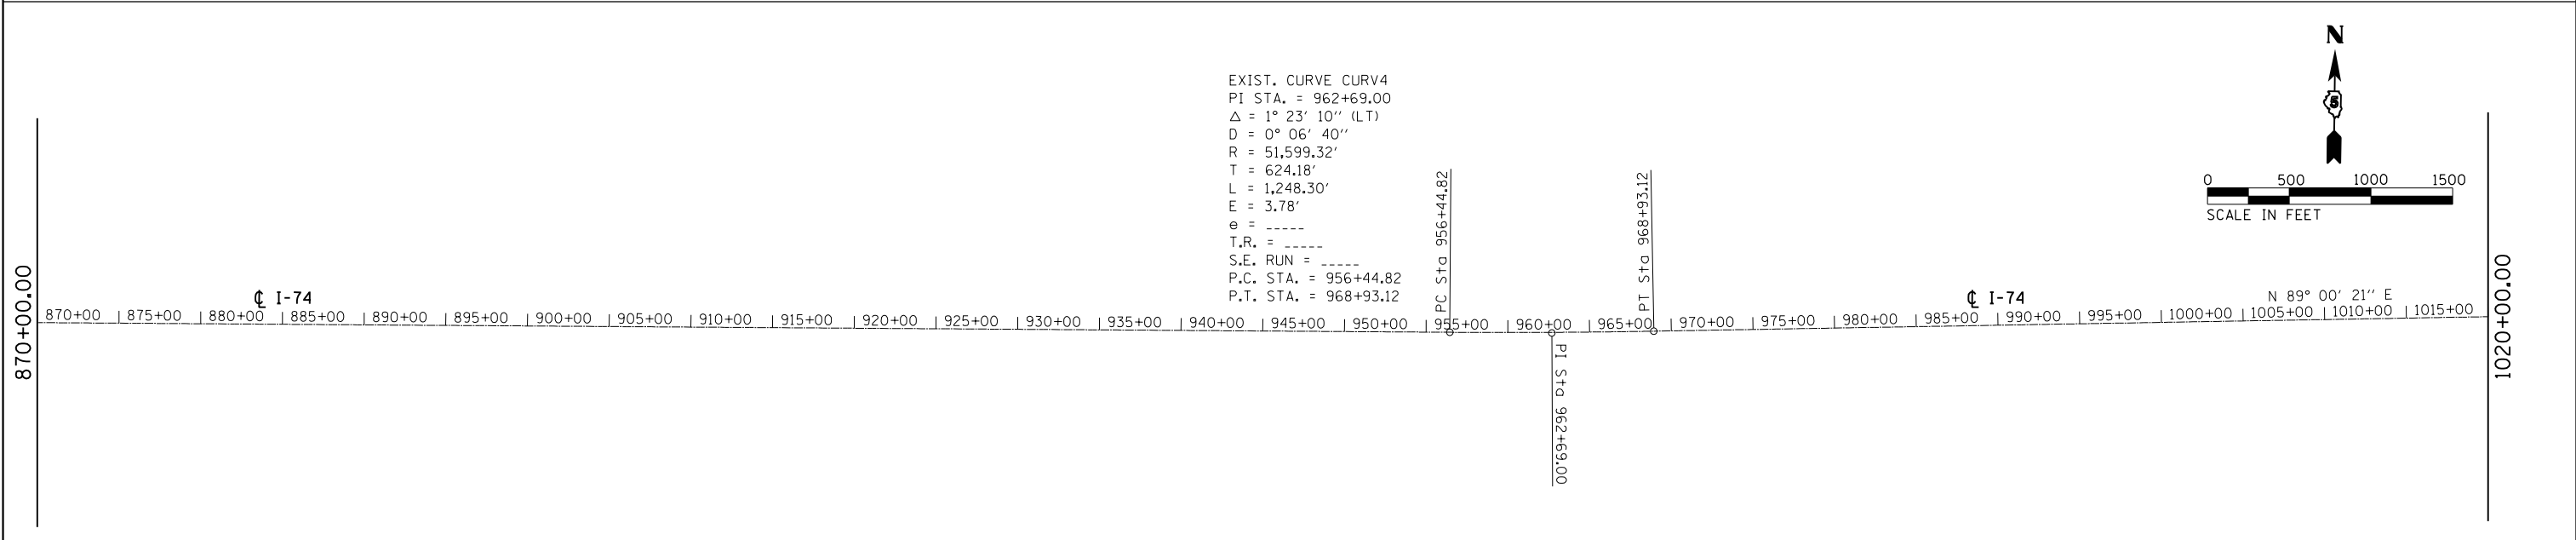 N
5
EXIST. CURVE CURV4
PI STA. = 962+69.00
Δ = 1° 23' 10'' (LT)
D = 0° 06' 40''
R = 51,599.32'
T = 624.18'
L = 1,248.30'
E = 3.78'
e = _____
T.R. = _____
S.E. RUN = _____
P.C. STA. = 956+44.82
P.T. STA. = 968+93.12
PC Sta 956+44.82
PT Sta 968+93.12
0 500 1000 1500
SCALE IN FEET
870+00.00
℄ I-74
℄ I-74
N 89° 00' 21'' E
1020+00.00
870+00 875+00 880+00 885+00 890+00 895+00 900+00 905+00 910+00 915+00 920+00 925+00 930+00 935+00 940+00 945+00 950+00 955+00 960+00 965+00 970+00 975+00 980+00 985+00 990+00 995+00 1000+00 1005+00 1010+00 1015+00
PI Sta 962+69.00